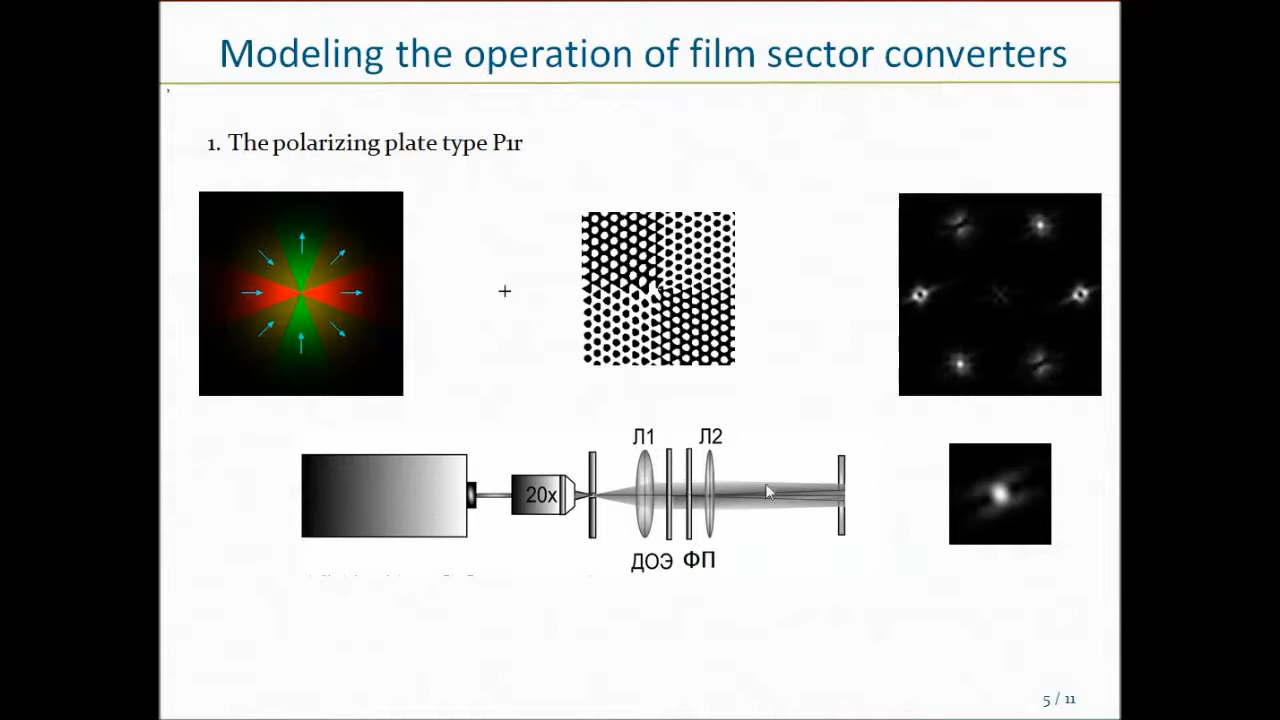 Modeling the operation of film sector converters
1. The polarizing plate type P1r
+
Л1 Л2
20x
ДОЭ ФП
5 / 11